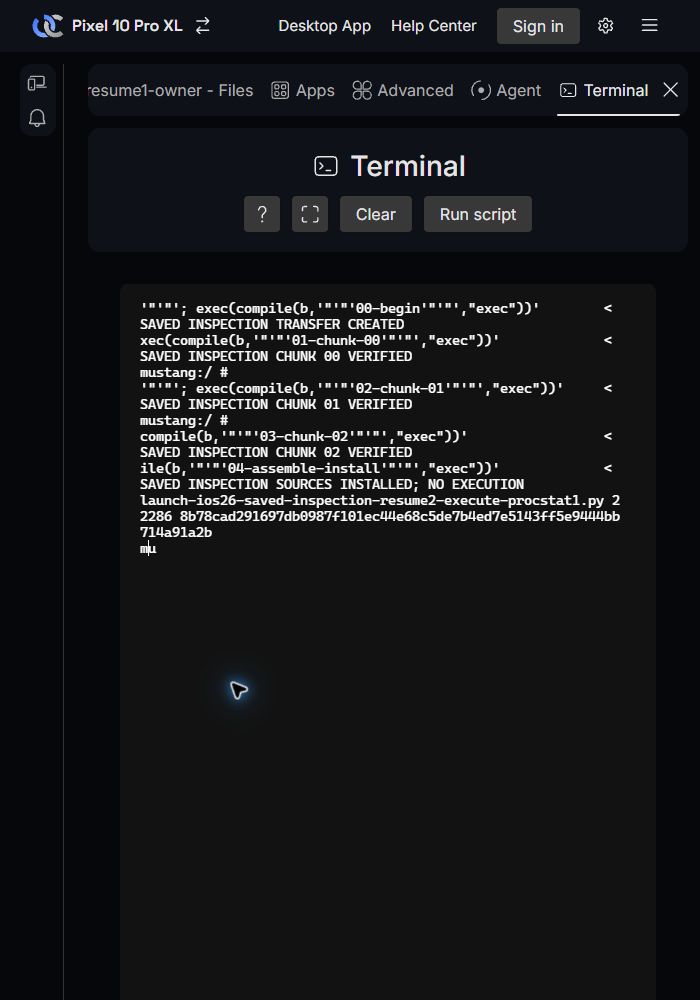 Pixel 10 Pro XL
Desktop App
Help Center
Sign in
resume1-owner - Files
Apps
Advanced
Agent
Terminal
Terminal
?
Clear
Run script
'"'"'; exec(compile(b,'"'"'00-begin'"'"',"exec"))' <
SAVED INSPECTION TRANSFER CREATED
xec(compile(b,'"'"'01-chunk-00'"'"',"exec"))' <
SAVED INSPECTION CHUNK 00 VERIFIED
mustang:/ #
'"'"'; exec(compile(b,'"'"'02-chunk-01'"'"',"exec"))' <
SAVED INSPECTION CHUNK 01 VERIFIED
mustang:/ #
compile(b,'"'"'03-chunk-02'"'"',"exec"))' <
SAVED INSPECTION CHUNK 02 VERIFIED
ile(b,'"'"'04-assemble-install'"'"',"exec"))' <
SAVED INSPECTION SOURCES INSTALLED; NO EXECUTION
launch-ios26-saved-inspection-resume2-execute-procstat1.py 2
2286 8b78cad291697db0987f101ec44e68c5de7b4ed7e5143ff5e9444bb
714a91a2b
mu